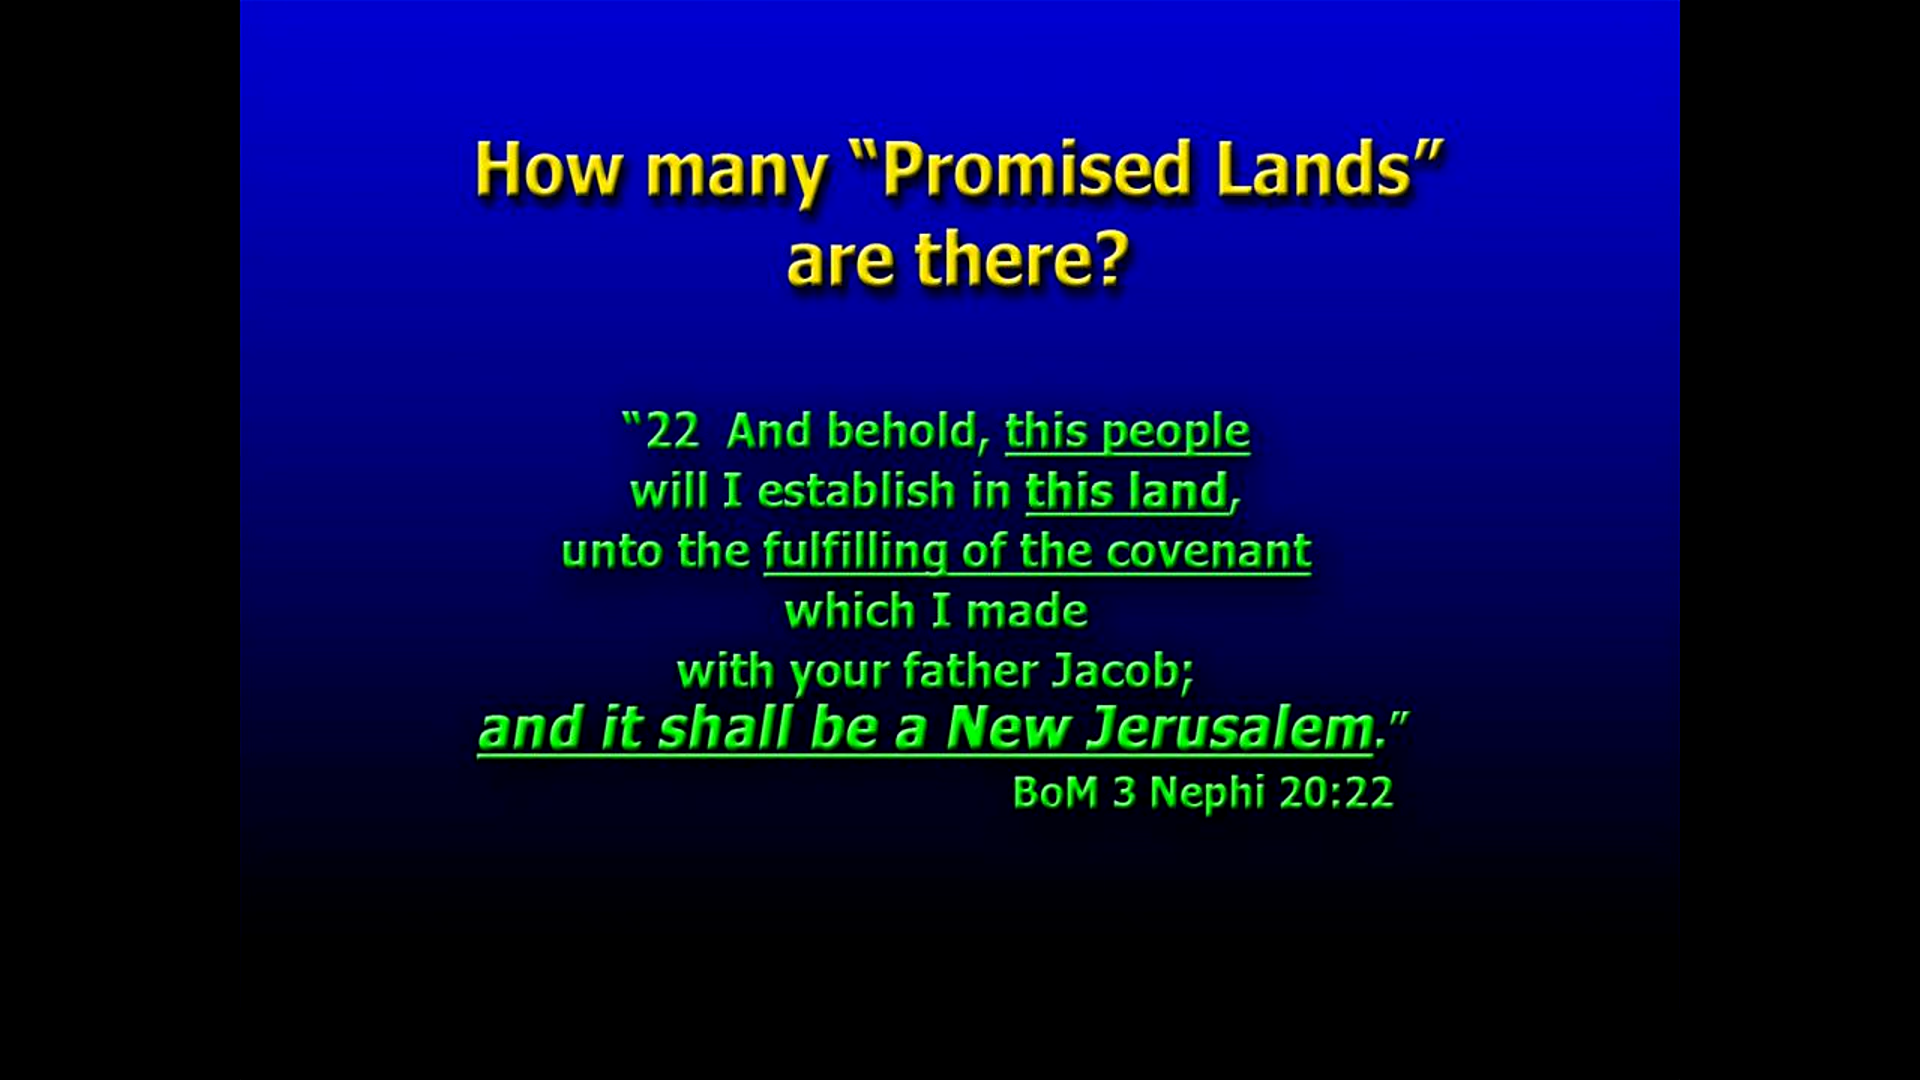 How many “Promised Lands”
are there?
“22  And behold, this people
will I establish in this land,
unto the fulfilling of the covenant
which I made
with your father Jacob;
and it shall be a New Jerusalem.”
BoM 3 Nephi 20:22